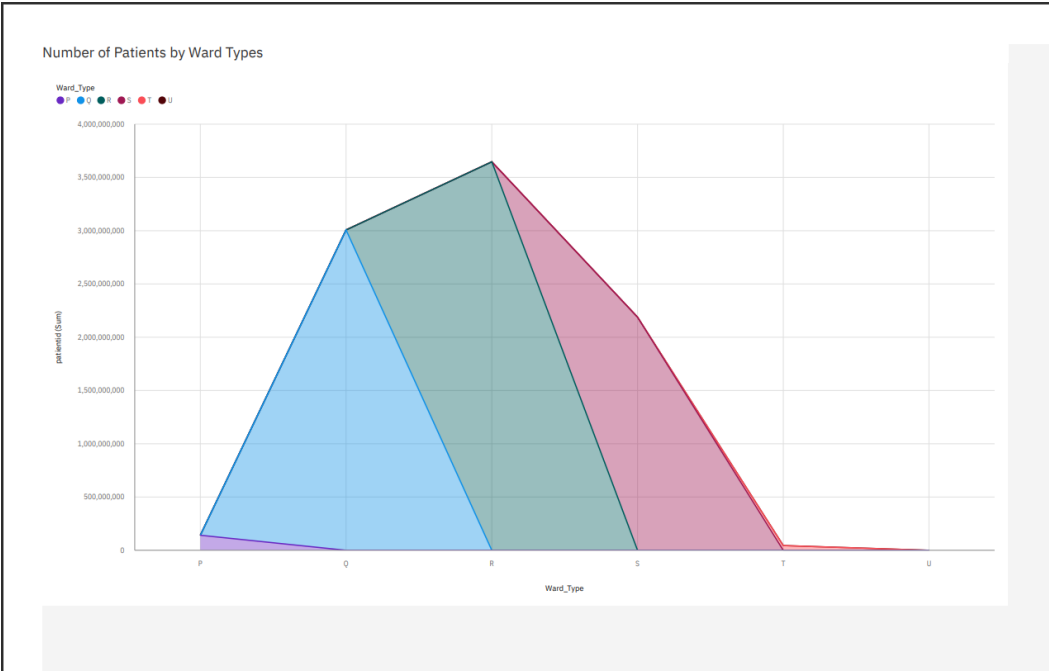 Number of Patients by Ward Types
Ward_Type
P Q R S T U
4,000,000,000
3,500,000,000
3,000,000,000
2,500,000,000
2,000,000,000
1,500,000,000
1,000,000,000
500,000,000
0
patientid (Sum)
P Q R S T U
Ward_Type